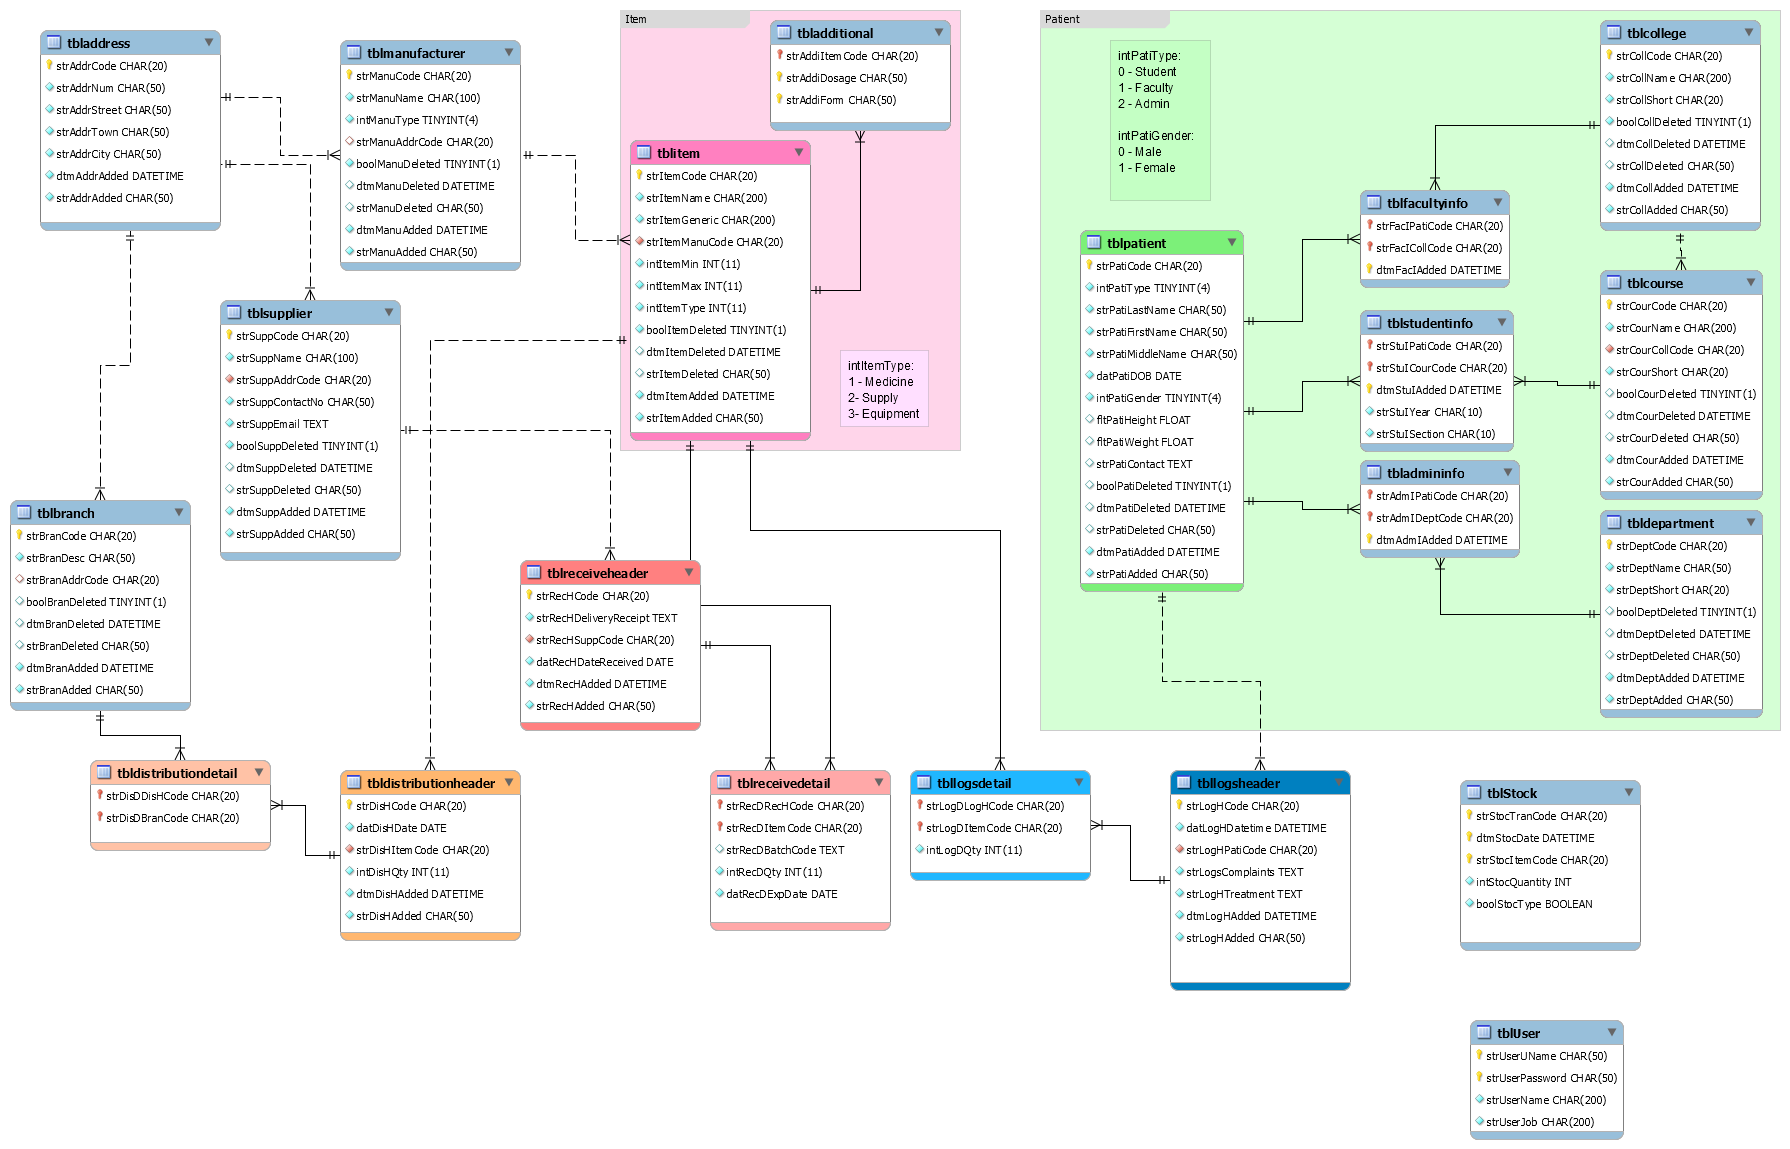 tbladdress
strAddrCode CHAR(20)
strAddrNum CHAR(50)
strAddrStreet CHAR(50)
strAddrTown CHAR(50)
strAddrCity CHAR(50)
dtmAddrAdded DATETIME
strAddrAdded CHAR(50)
tblmanufacturer
strManuCode CHAR(20)
strManuName CHAR(100)
intManuType TINYINT(4)
strManuAddrCode CHAR(20)
boolManuDeleted TINYINT(1)
dtmManuDeleted DATETIME
strManuDeleted CHAR(50)
dtmManuAdded DATETIME
strManuAdded CHAR(50)
Item
tbladditional
strAddiItemCode CHAR(20)
strAddiDosage CHAR(50)
strAddiForm CHAR(50)
tblitem
strItemCode CHAR(20)
strItemName CHAR(200)
strItemGeneric CHAR(200)
strItemManuCode CHAR(20)
intItemMin INT(11)
intItemMax INT(11)
intItemType INT(11)
boolItemDeleted TINYINT(1)
dtmItemDeleted DATETIME
strItemDeleted CHAR(50)
dtmItemAdded DATETIME
strItemAdded CHAR(50)
intItemType:
1 - Medicine
2- Supply
3- Equipment
Patient
intPatiType:
0 - Student
1 - Faculty
2 - Admin
intPatiGender:
0 - Male
1 - Female
tblcollege
strCollCode CHAR(20)
strCollName CHAR(200)
strCollShort CHAR(20)
boolCollDeleted TINYINT(1)
dtmCollDeleted DATETIME
strCollDeleted CHAR(50)
dtmCollAdded DATETIME
strCollAdded CHAR(50)
tblfacultyinfo
strFacIPatiCode CHAR(20)
strFacICollCode CHAR(20)
dtmFacIAdded DATETIME
tblpatient
strPatiCode CHAR(20)
intPatiType TINYINT(4)
strPatiLastName CHAR(50)
strPatiFirstName CHAR(50)
strPatiMiddleName CHAR(50)
datPatiDOB DATE
intPatiGender TINYINT(4)
fltPatiHeight FLOAT
fltPatiWeight FLOAT
strPatiContact TEXT
boolPatiDeleted TINYINT(1)
dtmPatiDeleted DATETIME
strPatiDeleted CHAR(50)
dtmPatiAdded DATETIME
strPatiAdded CHAR(50)
tblcourse
strCourCode CHAR(20)
strCourName CHAR(200)
strCourCollCode CHAR(20)
strCourShort CHAR(20)
boolCourDeleted TINYINT(1)
dtmCourDeleted DATETIME
strCourDeleted CHAR(50)
dtmCourAdded DATETIME
strCourAdded CHAR(50)
tblstudentinfo
strStuIPatiCode CHAR(20)
strStuICourCode CHAR(20)
dtmStuIAdded DATETIME
strStuIYear CHAR(10)
strStuISection CHAR(10)
tbladmininfo
strAdmIPatiCode CHAR(20)
strAdmIDeptCode CHAR(20)
dtmAdmIAdded DATETIME
tbldepartment
strDeptCode CHAR(20)
strDeptName CHAR(50)
strDeptShort CHAR(20)
boolDeptDeleted TINYINT(1)
dtmDeptDeleted DATETIME
strDeptDeleted CHAR(50)
dtmDeptAdded DATETIME
strDeptAdded CHAR(50)
tblsupplier
strSuppCode CHAR(20)
strSuppName CHAR(100)
strSuppAddrCode CHAR(20)
strSuppContactNo CHAR(50)
strSuppEmail TEXT
boolSuppDeleted TINYINT(1)
dtmSuppDeleted DATETIME
strSuppDeleted CHAR(50)
dtmSuppAdded DATETIME
strSuppAdded CHAR(50)
tblbranch
strBranCode CHAR(20)
strBranDesc CHAR(50)
strBranAddrCode CHAR(20)
boolBranDeleted TINYINT(1)
dtmBranDeleted DATETIME
strBranDeleted CHAR(50)
dtmBranAdded DATETIME
strBranAdded CHAR(50)
tblreceiveheader
strRecHCode CHAR(20)
strRecHDeliveryReceipt TEXT
strRecHSuppCode CHAR(20)
datRecHDateReceived DATE
dtmRecHAdded DATETIME
strRecHAdded CHAR(50)
tbldistributiondetail
strDisDDisHCode CHAR(20)
strDisDBranCode CHAR(20)
tbldistributionheader
strDisHCode CHAR(20)
datDisHDate DATE
strDisHItemCode CHAR(20)
intDisHQty INT(11)
dtmDisHAdded DATETIME
strDisHAdded CHAR(50)
tblreceivedetail
strRecDRecHCode CHAR(20)
strRecDItemCode CHAR(20)
strRecDBatchCode TEXT
intRecDQty INT(11)
datRecDExpDate DATE
tbllogsdetail
strLogDLogHCode CHAR(20)
strLogDItemCode CHAR(20)
intLogDQty INT(11)
tbllogsheader
strLogHCode CHAR(20)
datLogHDatetime DATETIME
strLogHPatiCode CHAR(20)
strLogsComplaints TEXT
strLogHTreatment TEXT
dtmLogHAdded DATETIME
strLogHAdded CHAR(50)
tblStock
strStocTranCode CHAR(20)
dtmStocDate DATETIME
strStocItemCode CHAR(20)
intStocQuantity INT
boolStocType BOOLEAN
tblUser
strUserUName CHAR(50)
strUserPassword CHAR(50)
strUserName CHAR(200)
strUserJob CHAR(200)